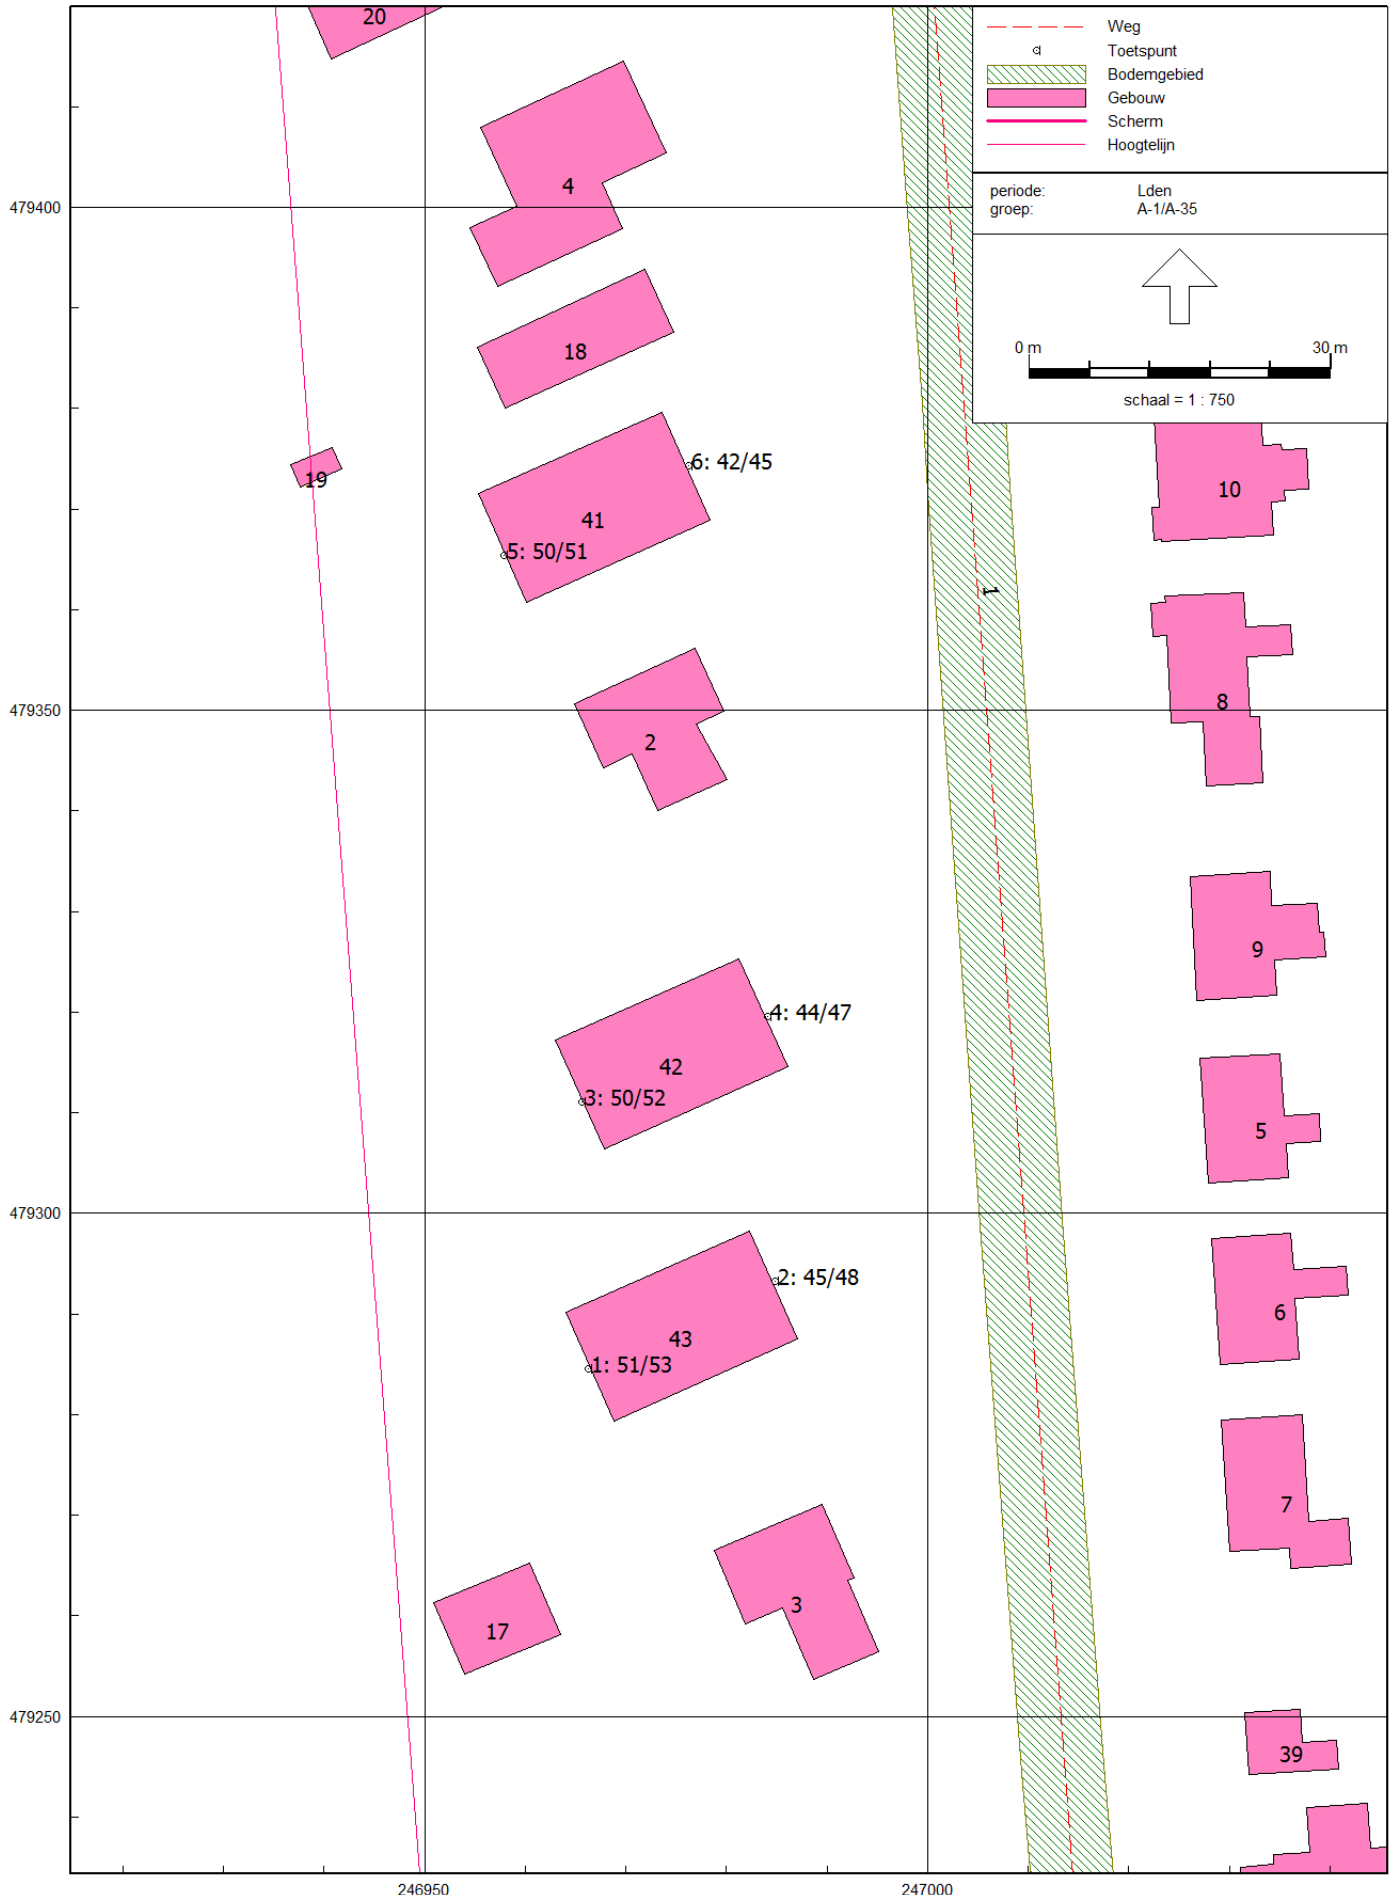 20
Weg
Toetspunt
Bodemgebied
Gebouw
Scherm
Hoogtelijn
periode: Lden
groep: A-1/A-35
4
479400
0 m 30 m
schaal = 1 : 750
18
6: 42/45
19
10
41
5: 50/51
1
8
479350
2
9
4: 44/47
42
3: 50/52
5
479300
2: 45/48
6
43
1: 51/53
7
3
17
479250
39
246950 247000